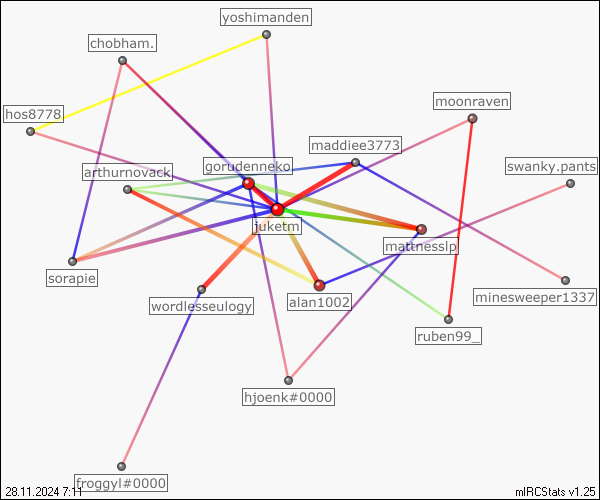 yoshimanden
chobham.
moonraven
hos8778
maddiee3773
swanky.pants
gorudenneko
arthurnovack
juketm
mattnesslp
sorapie
minesweeper1337
alan1002
wordlesseulogy
ruben99_
hjoenk#0000
froggyl#0000
28.11.2024 7:11
mIRCStats v1.25